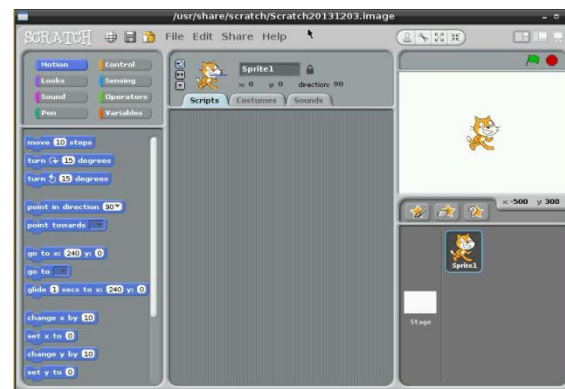 /usr/share/scratch/Scratch20131203.image
SCRATCH
File Edit Share Help
Motion Control
Looks Sensing
Sound Operators
Pen Variables
move 10 steps
turn 15 degrees
turn 15 degrees
point in direction 90
point towards
go to x: 240 y: 0
go to
glide 1 secs to x: 240 y: 0
change x by 10
set x to 0
change y by 10
set y to 0
Sprite1
x: 0 y: 0 direction: 90
Scripts Costumes Sounds
x: -500 y: 308
Sprite1
Stage